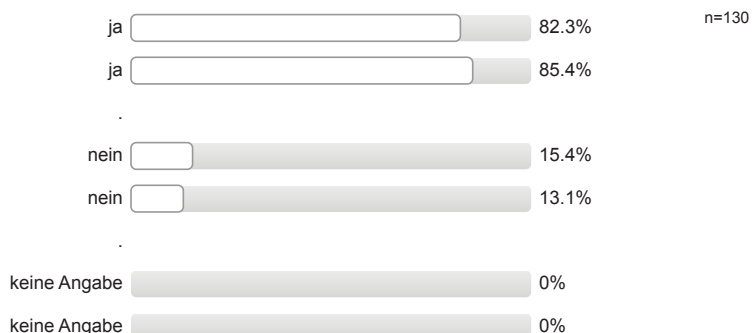 ja 82.3% n=130
ja 85.4%
.
nein 15.4%
nein 13.1%
.
keine Angabe 0%
keine Angabe 0%